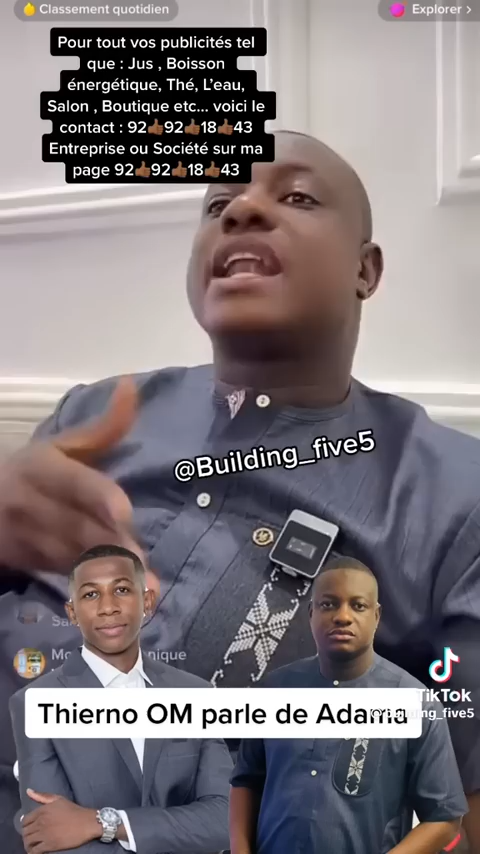 Classement quotidien
Explorer >
Pour tout vos publicités tel
que : Jus , Boisson
énergétique, Thé, L'eau,
Salon , Boutique etc... voici le
contact : 92👍🏾92👍🏾18👍🏾43
Entreprise ou Société sur ma
page 92👍🏾92👍🏾18👍🏾43
@Building_five5
Thierno OM parle de Adama
TikTok
@Building_five5